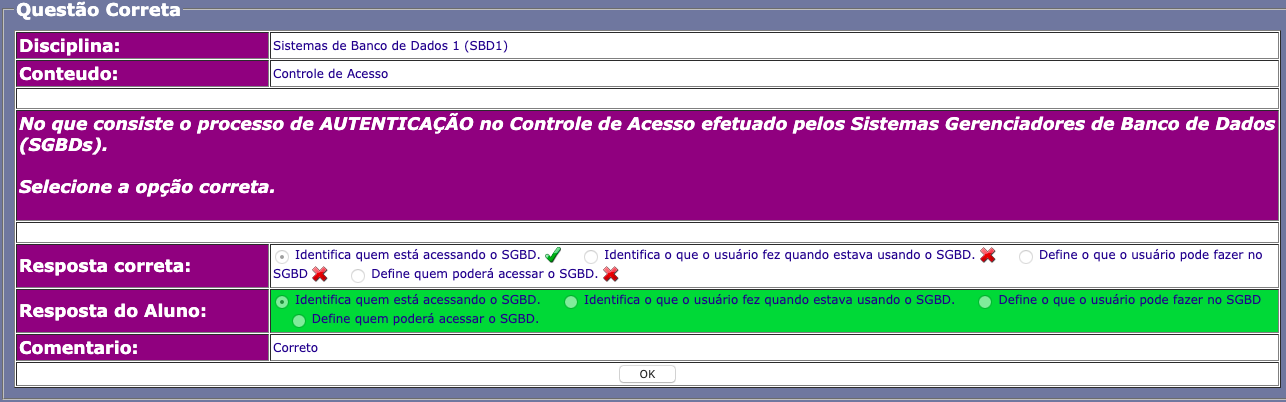 Questão Correta
Disciplina: Sistemas de Banco de Dados 1 (SBD1)
Conteudo: Controle de Acesso
No que consiste o processo de AUTENTICAÇÃO no Controle de Acesso efetuado pelos Sistemas Gerenciadores de Banco de Dados
(SGBDs).
Selecione a opção correta.
Resposta correta: Identifica quem está acessando o SGBD. Identifica o que o usuário fez quando estava usando o SGBD. Define o que o usuário pode fazer no
SGBD Define quem poderá acessar o SGBD.
Resposta do Aluno: Identifica quem está acessando o SGBD. Identifica o que o usuário fez quando estava usando o SGBD. Define o que o usuário pode fazer no SGBD
Define quem poderá acessar o SGBD.
Comentario: Correto
OK